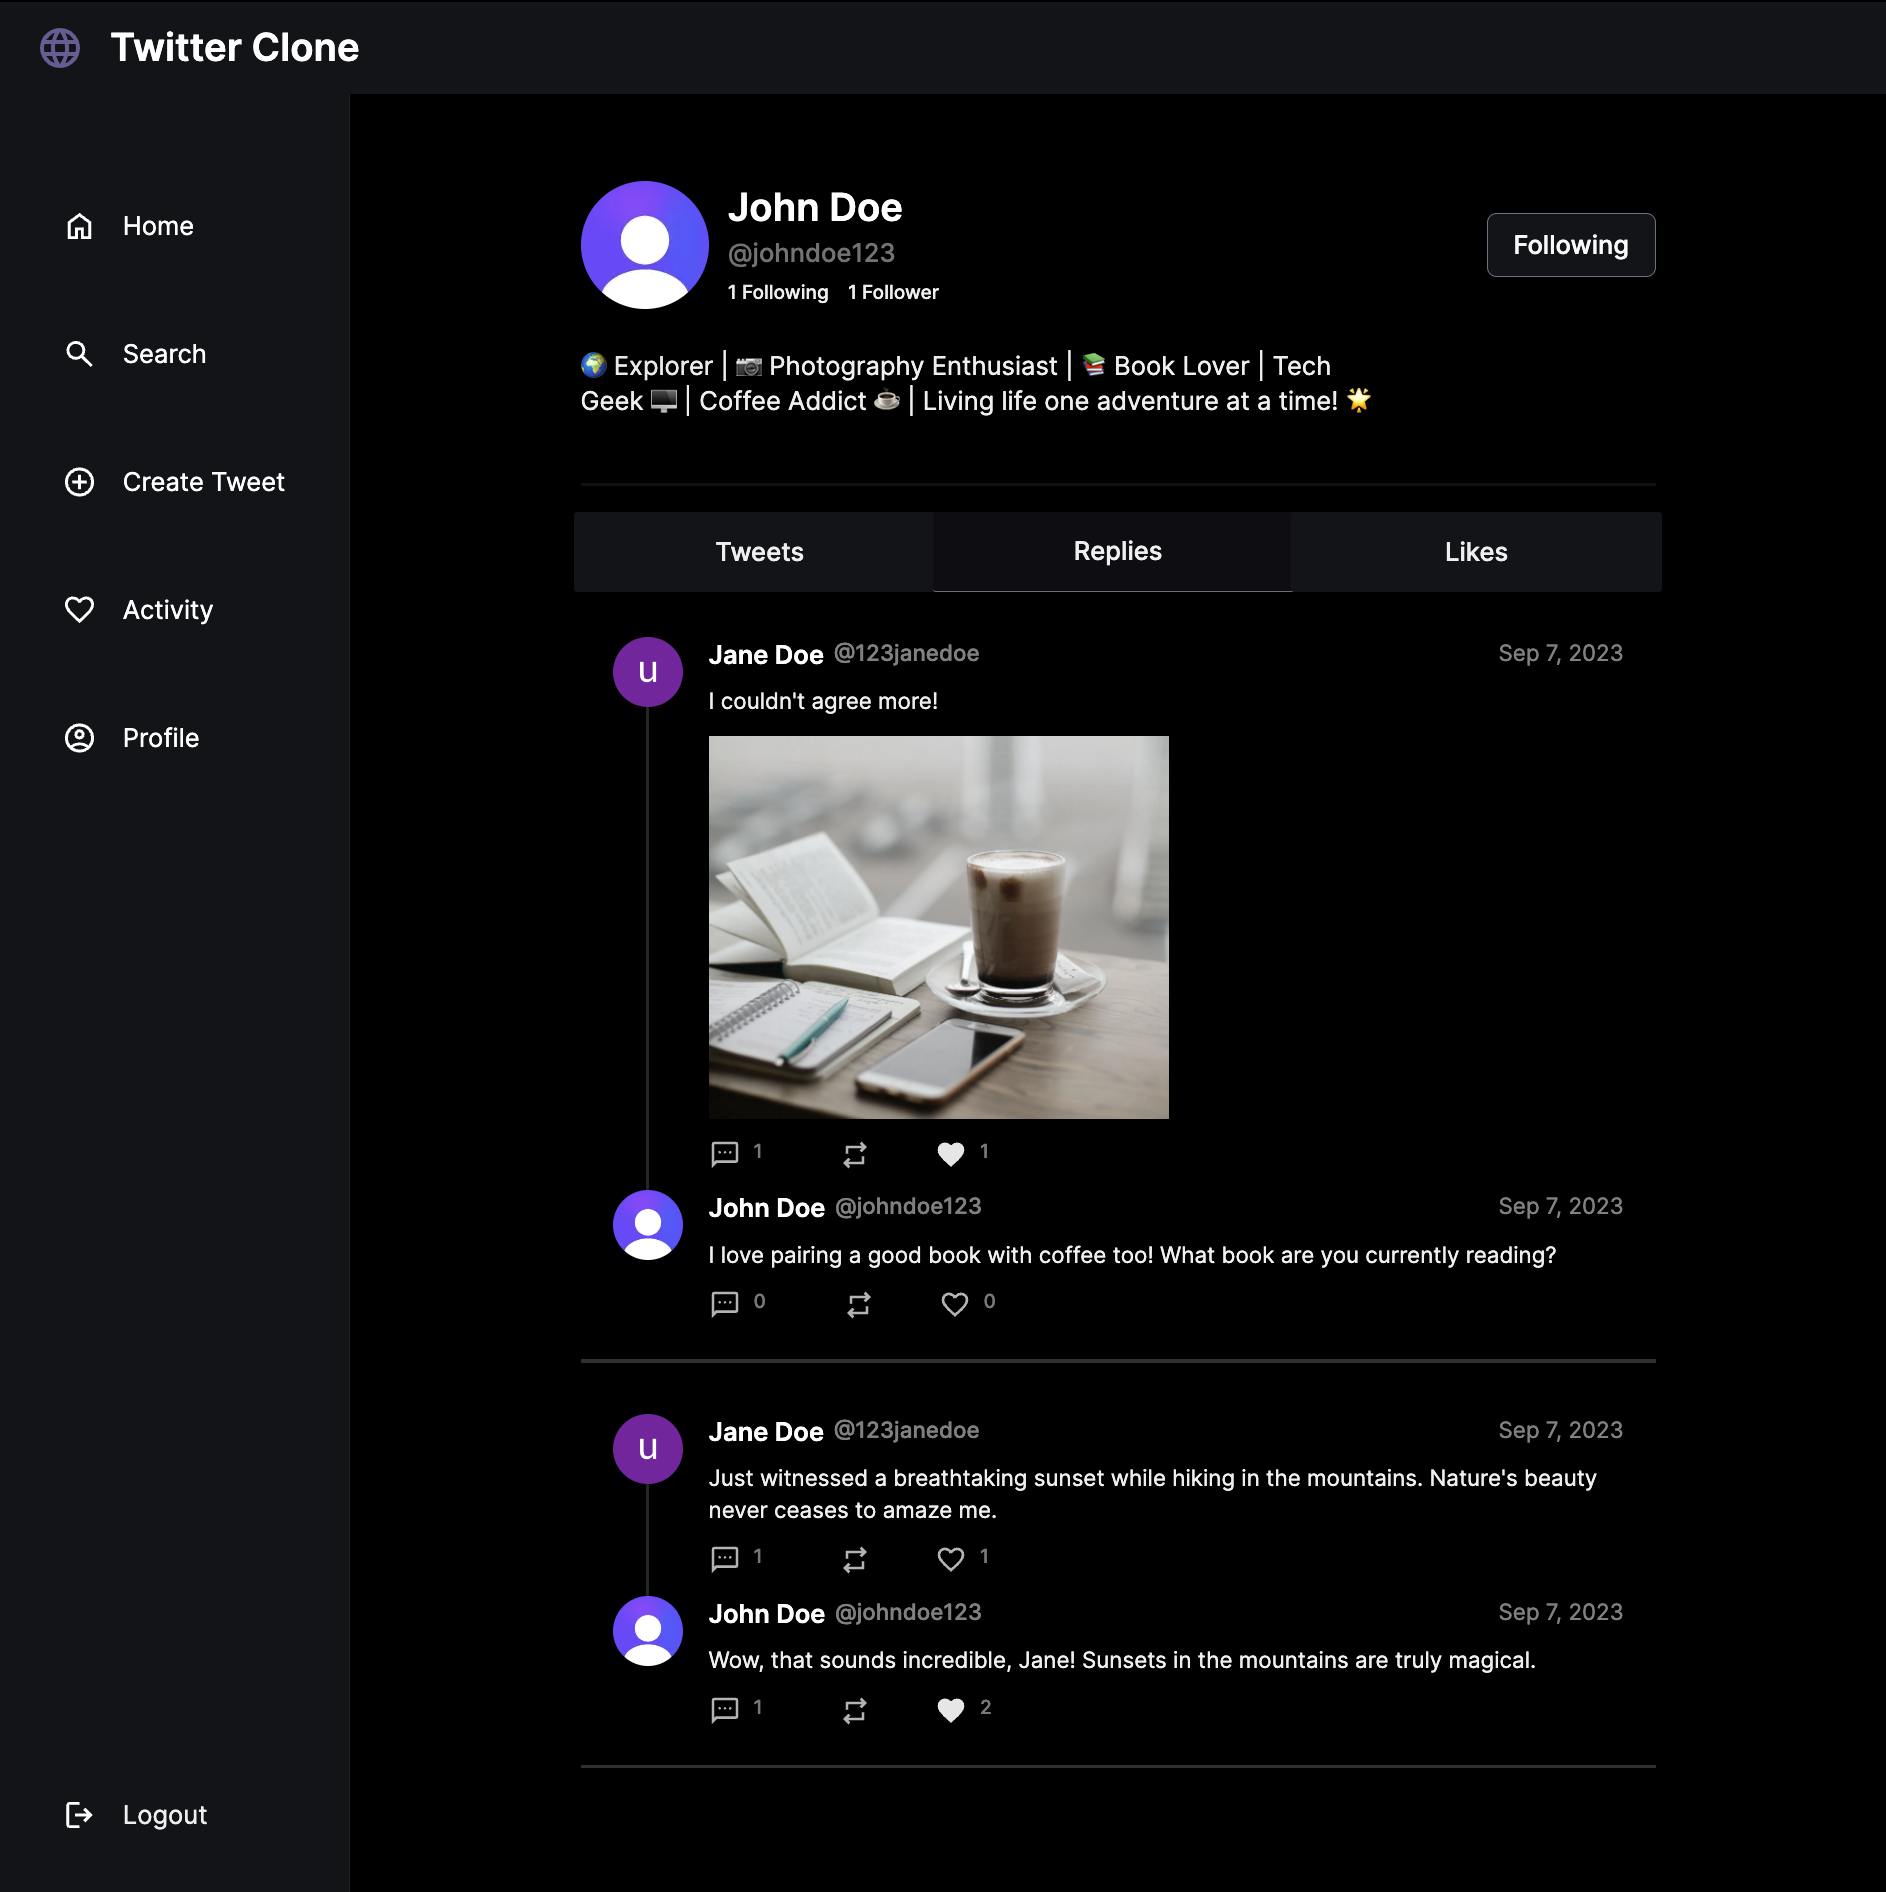 Twitter Clone
Home
Search
Create Tweet
Activity
Profile
Logout
John Doe
@johndoe123
1 Following 1 Follower
Following
🌍 Explorer | 📷 Photography Enthusiast | 📚 Book Lover | Tech
Geek 🖥️ | Coffee Addict ☕ | Living life one adventure at a time! 🌟
Tweets Replies Likes
u
Jane Doe @123janedoe Sep 7, 2023
I couldn't agree more!
1 1
John Doe @johndoe123 Sep 7, 2023
I love pairing a good book with coffee too! What book are you currently reading?
0 0
u
Jane Doe @123janedoe Sep 7, 2023
Just witnessed a breathtaking sunset while hiking in the mountains. Nature's beauty
never ceases to amaze me.
1 1
John Doe @johndoe123 Sep 7, 2023
Wow, that sounds incredible, Jane! Sunsets in the mountains are truly magical.
1 2